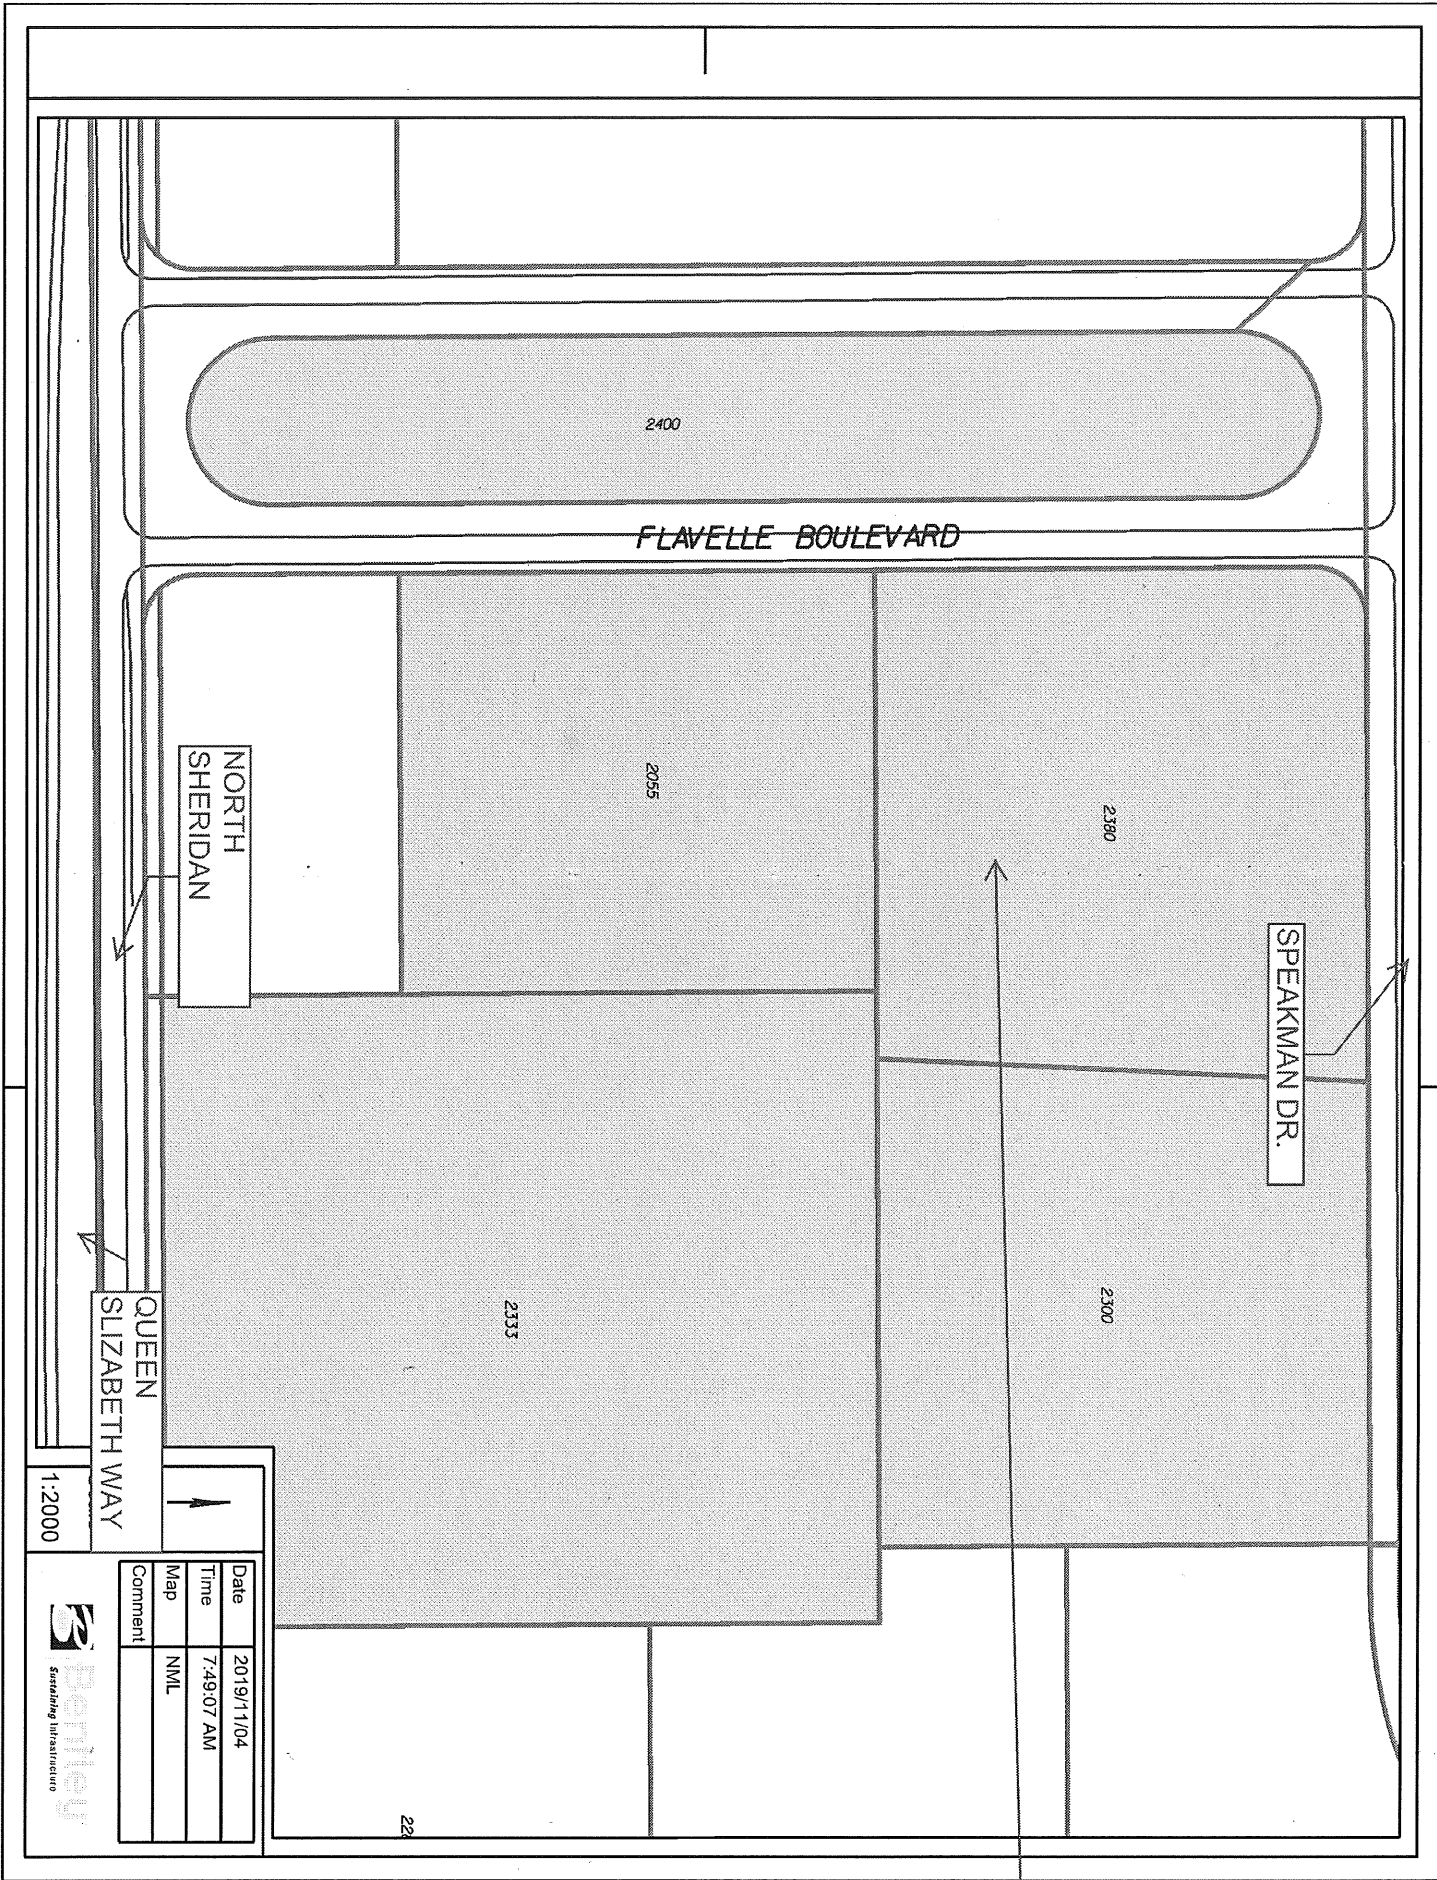 SPEAKMAN DR.
2380
2300
FLAVELLE BOULEVARD
2400
2055
2333
NORTH
SHERIDAN
QUEEN
SLIZABETH WAY
1:2000
Date 2019/11/04
Time 7:49:07 AM
Map NML
Comment
Bentley
Sustaining Infrastructure